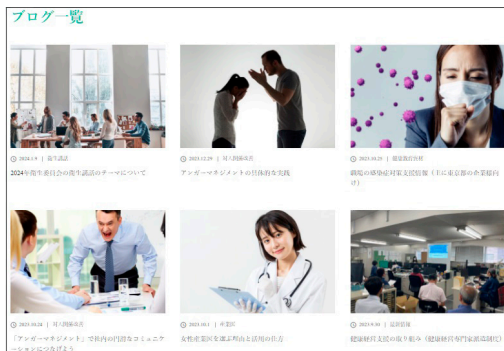 ブログ一覧
2024.1.9 | 衛生講話
2024年衛生委員会の衛生講話のテーマについて
2023.12.29 | 対人関係改善
アンガーマネジメントの具体的な実践
2023.10.25 | 健康経営会社
職場の感染症対策支援情報(主に東京都の企業様向
け)
2023.10.24 | 対人関係改善
「アンガーマネジメント」で社内の円滑なコミュニケ
ーションにつなげよう
2023.10.1 | 産業医
女性産業医を選ぶ理由と活用の仕方
2023.9.30 |
健康経営支援の取り組み(健康経営専門家派遣制度)